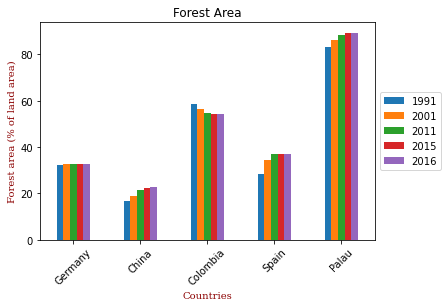 Forest Area
Forest area (% of land area)
80
60
40
20
0
Germany
China
Colombia
Spain
Palau
Countries
1991
2001
2011
2015
2016